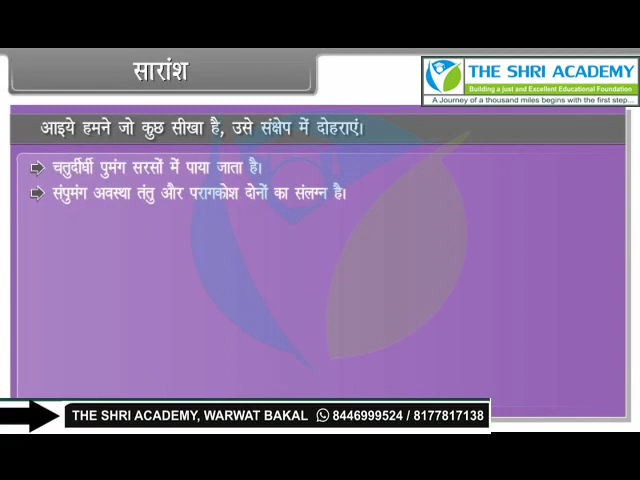 सारांश
THE SHRI ACADEMY
Building a just and Excellent Educational Foundation
A Journey of a thousand miles begins with the first step...
आइये हमने जो कुछ सीखा है, उसे संक्षेप में दोहराएं।
चतुर्दीर्घी पुमंग सरसों में पाया जाता है।
संपुमंग अवस्था तंतु और परागकोश दोनों का संलग्न है।
THE SHRI ACADEMY, WARWAT BAKAL 8446999524 / 8177817138